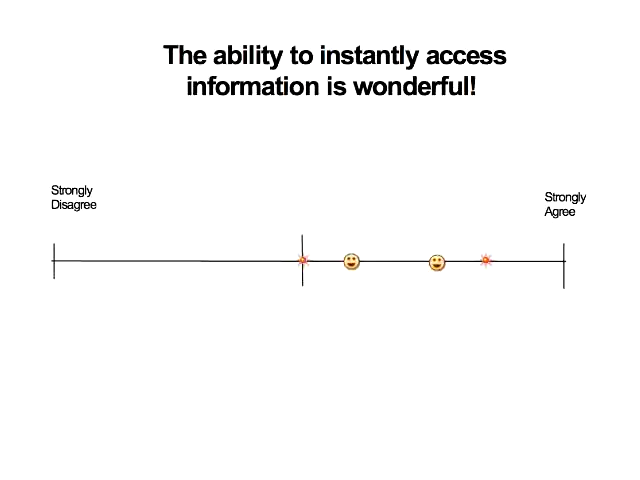 The ability to instantly access
information is wonderful!
Strongly
Disagree
Strongly
Agree